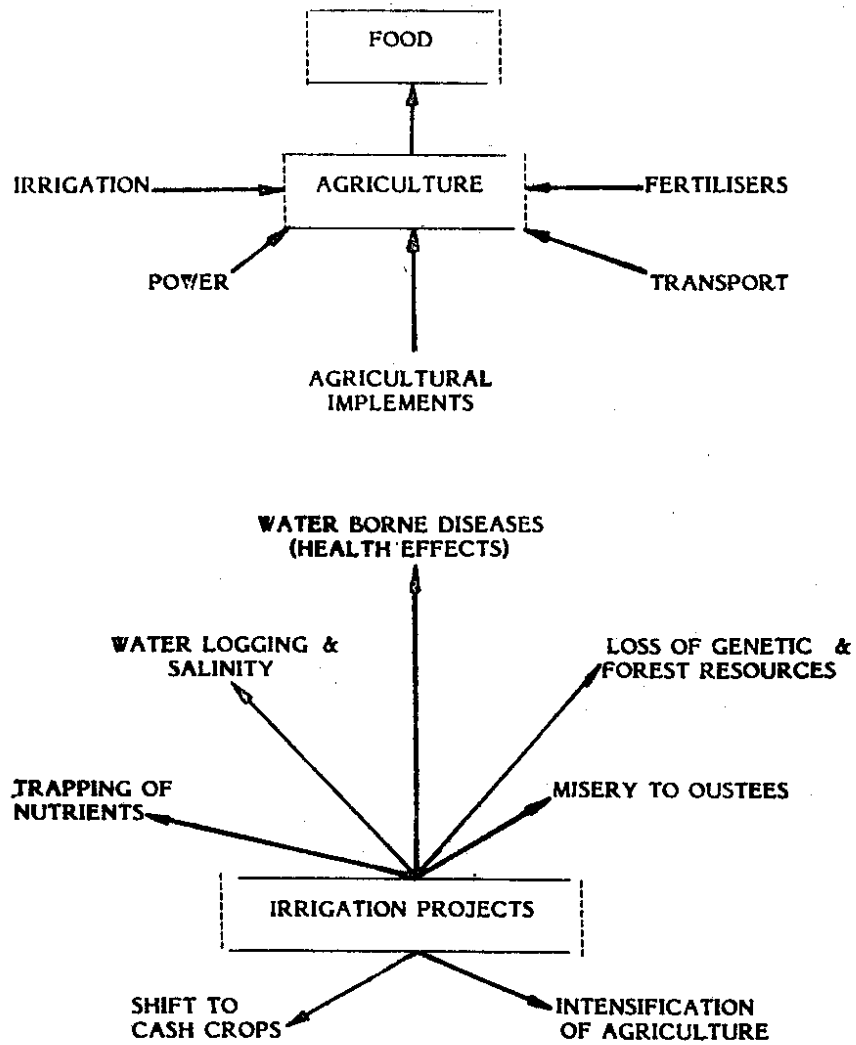 FOOD
IRRIGATION
AGRICULTURE
FERTILISERS
POWER
TRANSPORT
AGRICULTURAL
IMPLEMENTS
WATER BORNE DISEASES
(HEALTH EFFECTS)
WATER LOGGING &
SALINITY
LOSS OF GENETIC &
FOREST RESOURCES
TRAPPING OF
NUTRIENTS
MISERY TO OUSTEES
IRRIGATION PROJECTS
SHIFT TO
CASH CROPS
INTENSIFICATION
OF AGRICULTURE